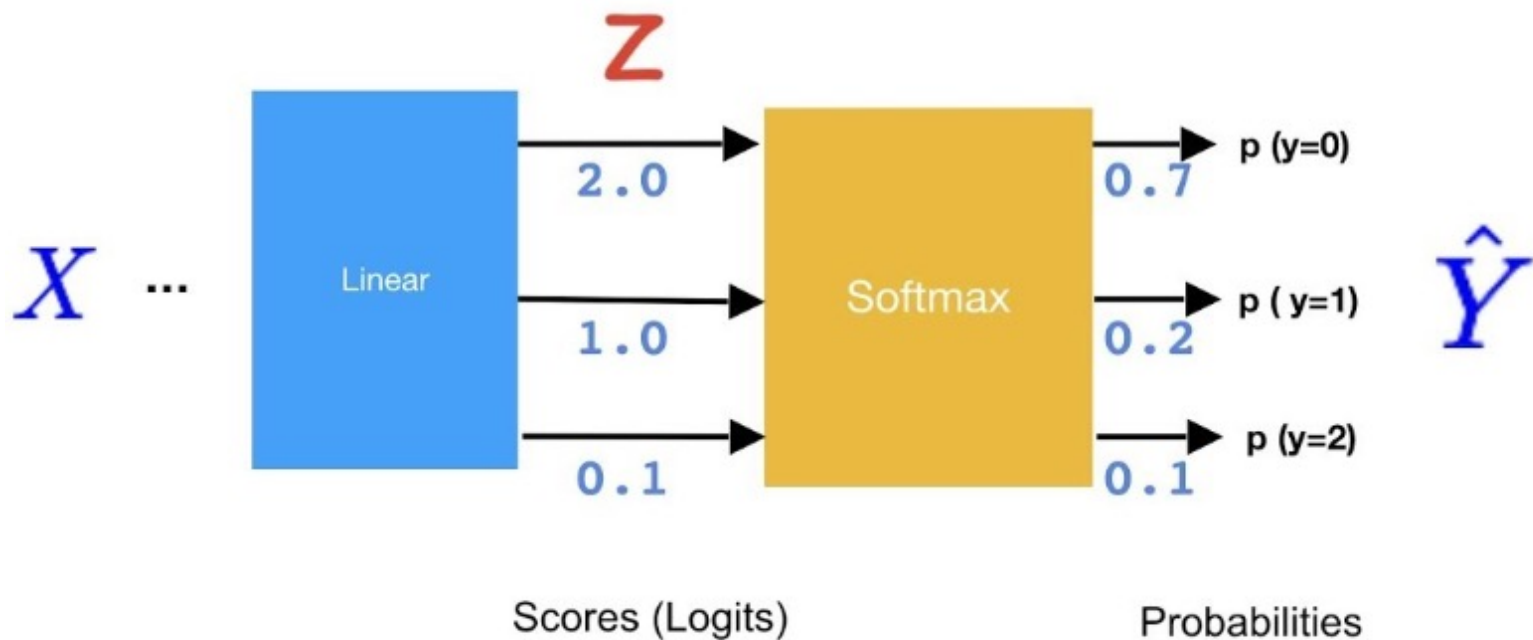 Z
2.0
0.7
p (y=0)
X
...
Linear
1.0
Softmax
0.2
p ( y=1)
Ŷ
0.1
0.1
p (y=2)
Scores (Logits)
Probabilities